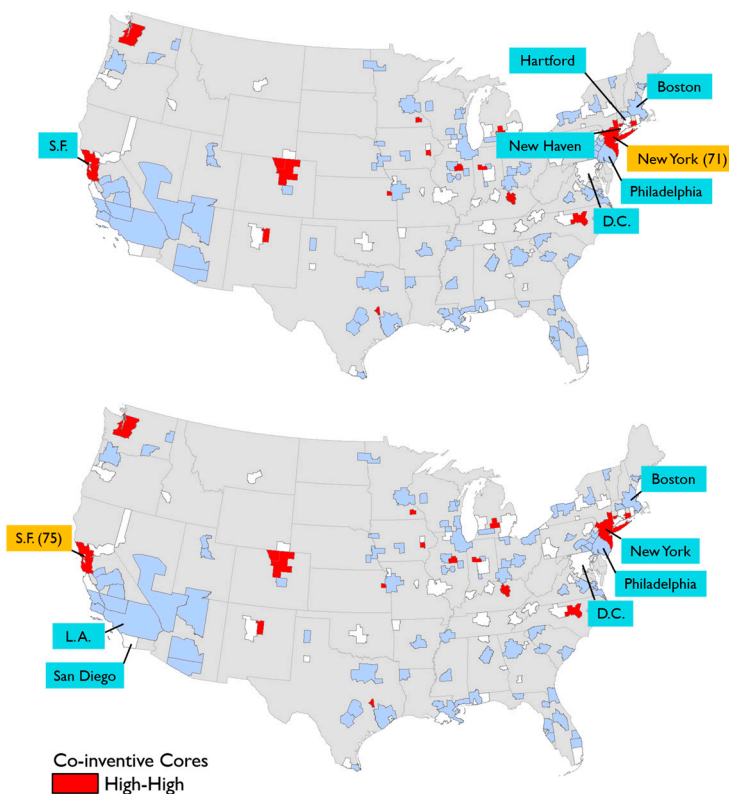 Hartford
Boston
S.F.
New Haven
New York (71)
Philadelphia
D.C.
Boston
S.F. (75)
New York
Philadelphia
D.C.
L.A.
San Diego
Co-inventive Cores
High-High